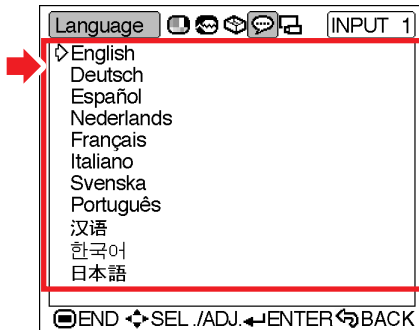 Language INPUT 1
English
Deutsch
Español
Nederlands
Français
Italiano
Svenska
Português
汉语
한국어
日本語
END SEL./ADJ. ENTER BACK